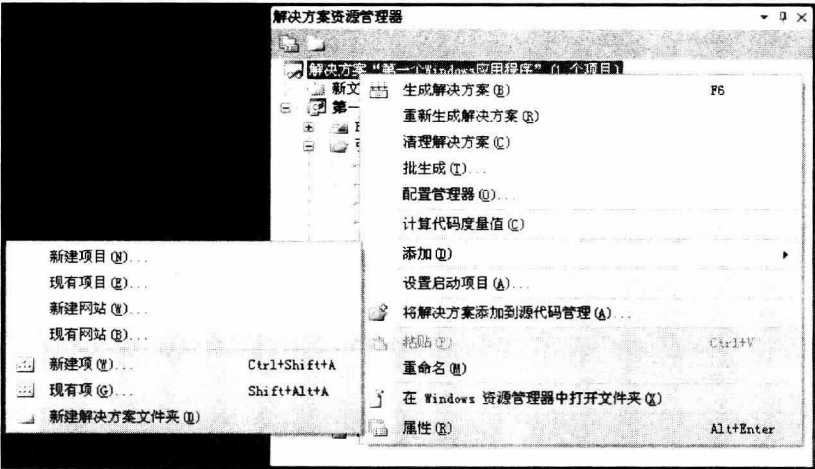 解决方案资源管理器
解决方案“第一个Windows应用程序”(1 个项目)
新文
第一
生成解决方案(B) F6
重新生成解决方案(R)
清理解决方案(C)
批生成(T)...
配置管理器(O)...
计算代码度量值(C)
添加(D)
设置启动项目(A)...
将解决方案添加到源代码管理(A)...
粘贴(P) Ctrl+V
重命名(M)
在 Windows 资源管理器中打开文件夹(X)
属性(R) Alt+Enter
新建项目(N)...
现有项目(E)...
新建网站(W)...
现有网站(B)...
新建项(W)... Ctrl+Shift+A
现有项(G)... Shift+Alt+A
新建解决方案文件夹(D)